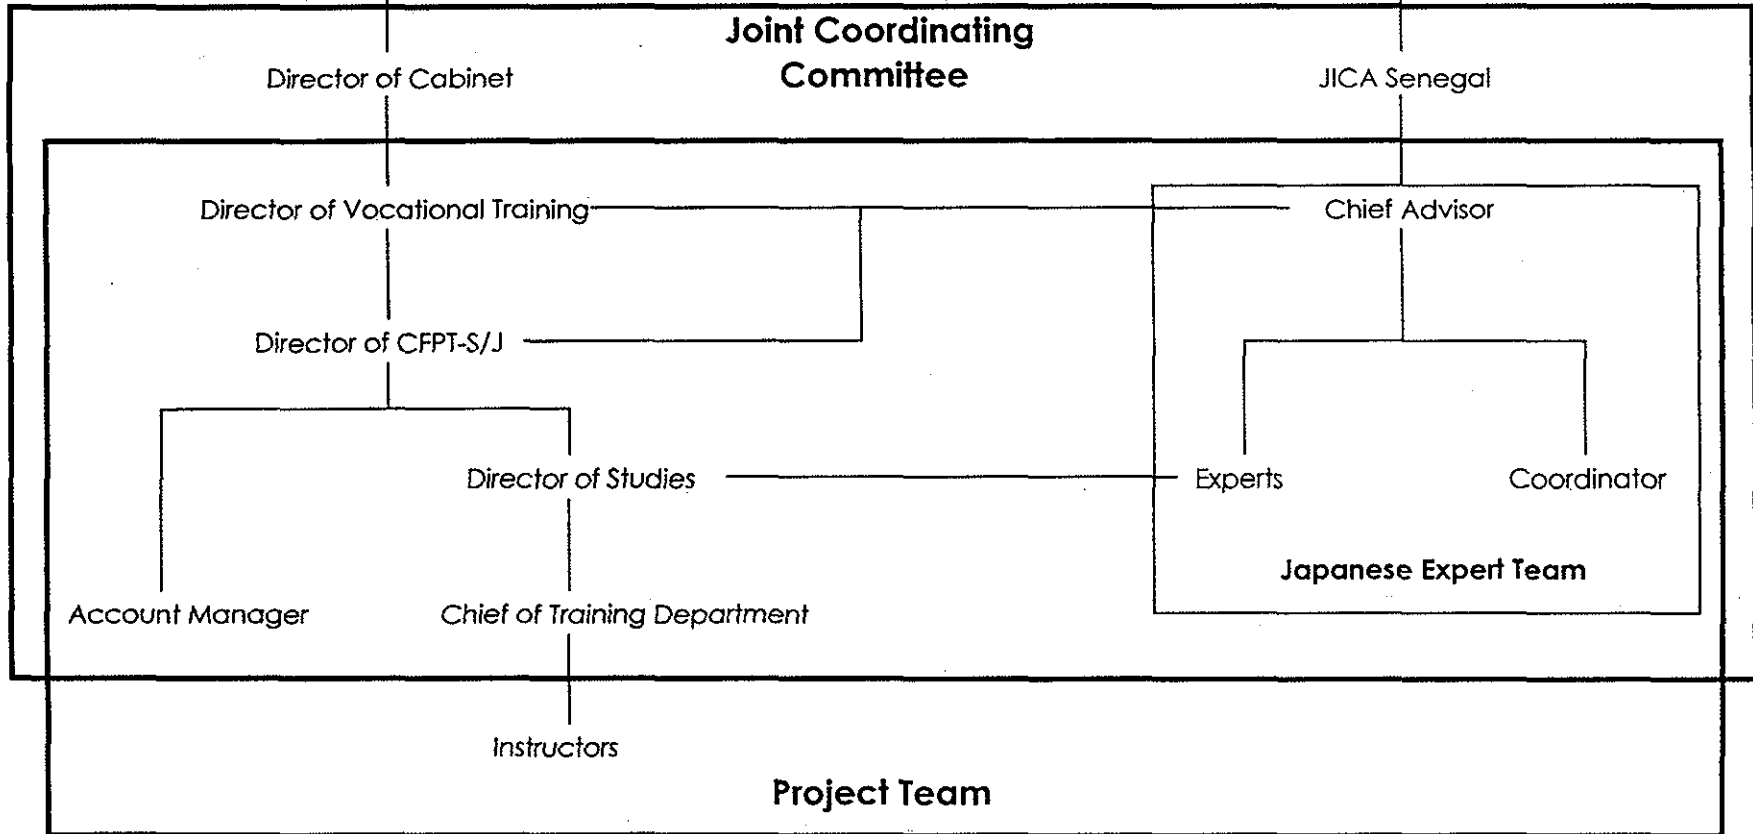 Joint Coordinating
Committee
Director of Cabinet
JICA Senegal
Director of Vocational Training
Chief Advisor
Director of CFPT-S/J
Director of Studies
Experts
Coordinator
Japanese Expert Team
Account Manager
Chief of Training Department
Instructors
Project Team